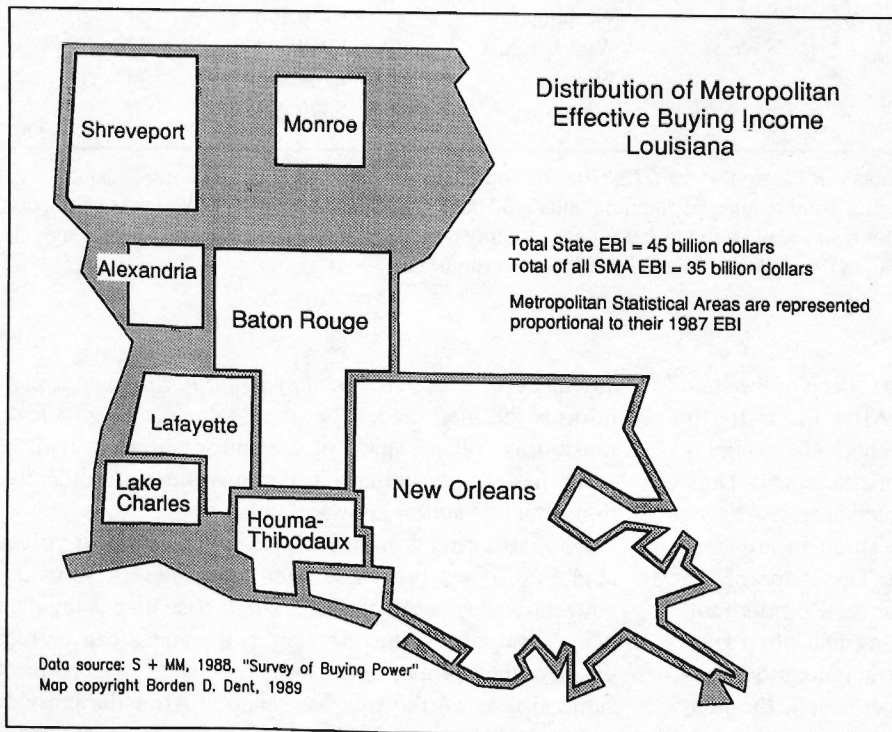 Distribution of Metropolitan
Effective Buying Income
Louisiana
Shreveport
Monroe
Total State EBI = 45 billion dollars
Total of all SMA EBI = 35 billion dollars
Metropolitan Statistical Areas are represented
proportional to their 1987 EBI
Alexandria
Baton Rouge
Lafayette
Lake
Charles
New Orleans
Houma-
Thibodaux
Data source: S + MM, 1988, "Survey of Buying Power"
Map copyright Borden D. Dent, 1989